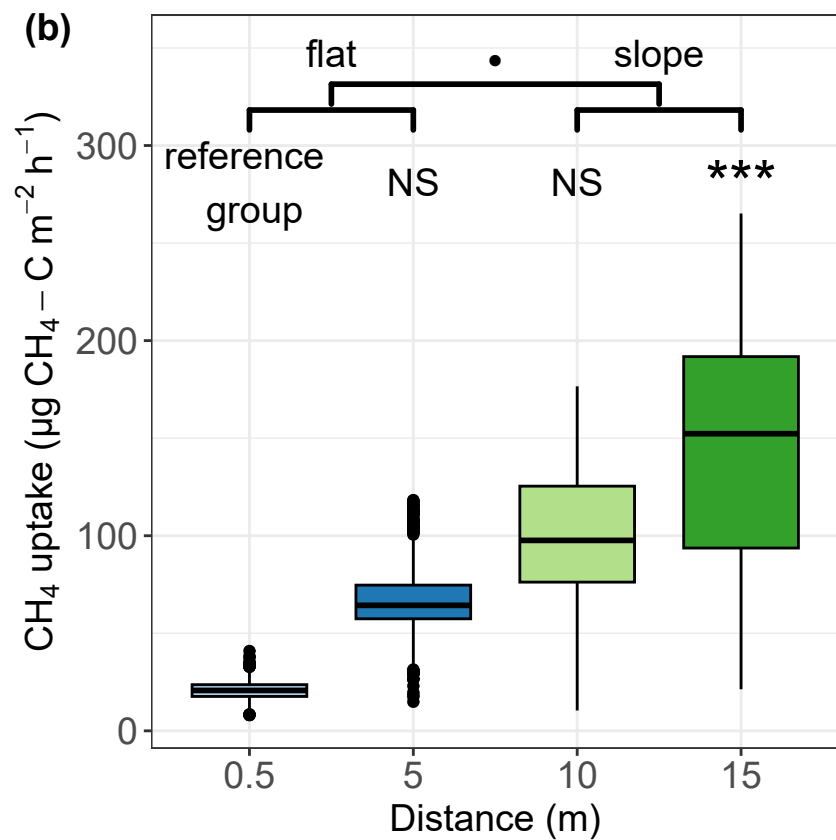 (b)
flat • slope
reference
group
NS
NS
***
CH₄ uptake (µg CH₄ – C m⁻² h⁻¹)
300
200
100
0
0.5 5 10 15
Distance (m)